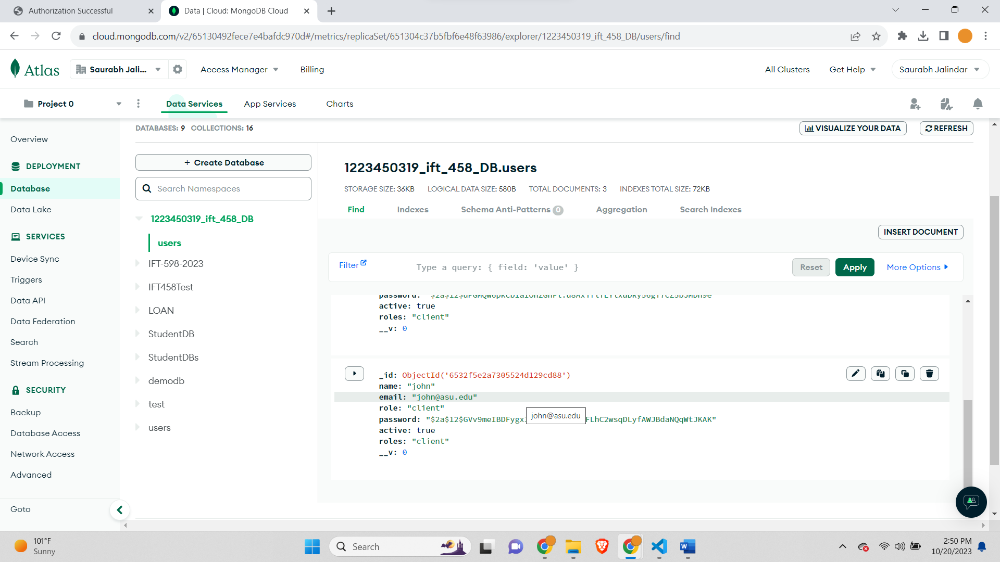 Authorization Successful
Data | Cloud: MongoDB Cloud
cloud.mongodb.com/v2/65130492fece7e4bafdc970d#/metrics/replicaSet/651304c37b5fbf6e48f63986/explorer/1223450319_ift_458_DB/users/find
Atlas
Saurabh Jali...
Access Manager
Billing
All Clusters
Get Help
Saurabh Jalindar
Project 0
Data Services
App Services
Charts
DATABASES: 9 COLLECTIONS: 16
VISUALIZE YOUR DATA
REFRESH
Overview
DEPLOYMENT
Database
Data Lake
SERVICES
Device Sync
Triggers
Data API
Data Federation
Search
Stream Processing
SECURITY
Backup
Database Access
Network Access
Advanced
Goto
+ Create Database
Search Namespaces
1223450319_ift_458_DB
users
IFT-598-2023
IFT458Test
LOAN
StudentDB
StudentDBs
demodb
test
users
1223450319_ift_458_DB.users
STORAGE SIZE: 36KB LOGICAL DATA SIZE: 580B TOTAL DOCUMENTS: 3 INDEXES TOTAL SIZE: 72KB
Find Indexes Schema Anti-Patterns 0 Aggregation Search Indexes
INSERT DOCUMENT
Filter
Type a query: { field: 'value' }
Reset
Apply
More Options
password:
active: true
roles: "client"
__v: 0
_id: ObjectId('6532f5e2a7305524d129cd88')
name: "john"
email: "john@asu.edu"
role: "client"
john@asu.edu
password: "$2a$12$GVv9meIBDFygx FLhC2wsqDLyfAWJBdaNQqWtJKAK"
active: true
roles: "client"
__v: 0
101°F
Sunny
Search
2:50 PM
10/20/2023